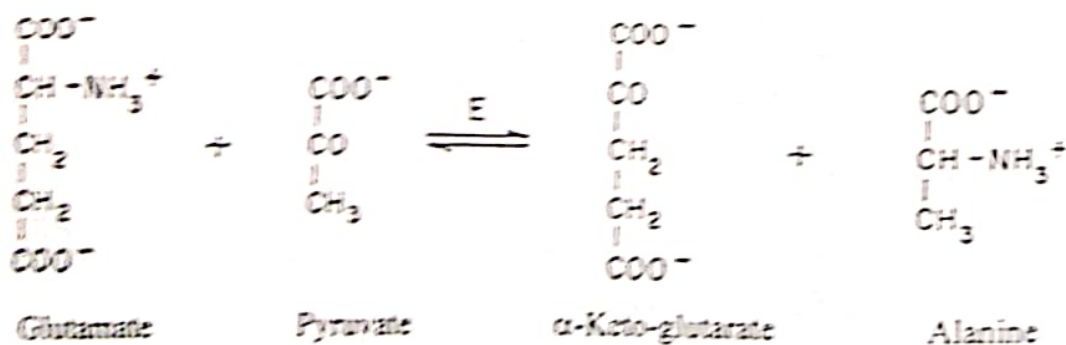 COO⁻
CH-NH₃⁺
CH₂
CH₂
COO⁻
Glutamate
+
COO⁻
CO
CH₃
Pyruvate
E
COO⁻
CO
CH₂
CH₂
COO⁻
α-Keto-glutarate
+
COO⁻
CH-NH₃⁺
CH₃
Alanine